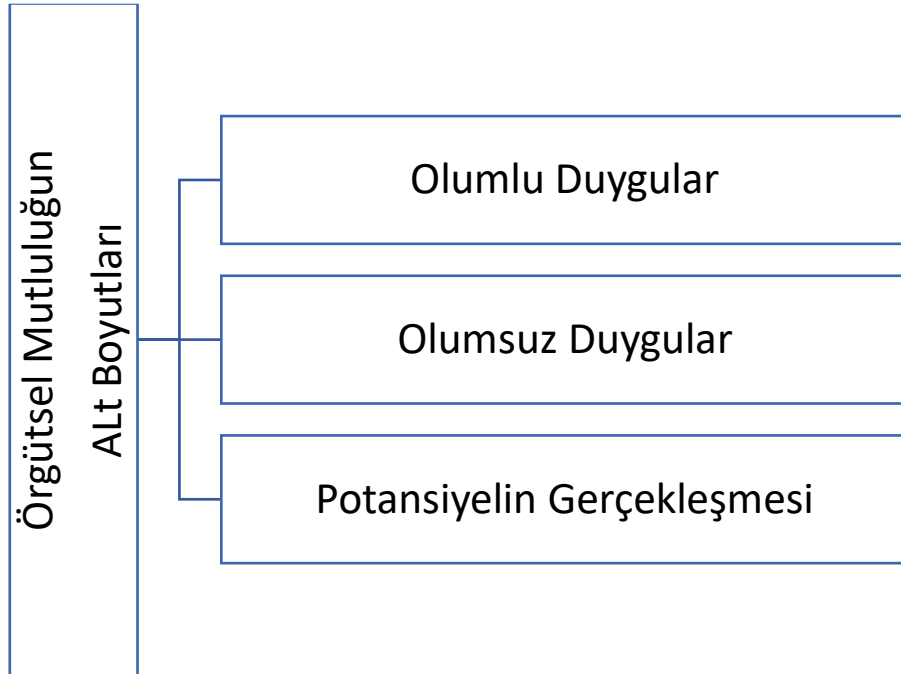 Örgütsel Mutluluğun
ALt Boyutları
Olumlu Duygular
Olumsuz Duygular
Potansiyelin Gerçekleşmesi